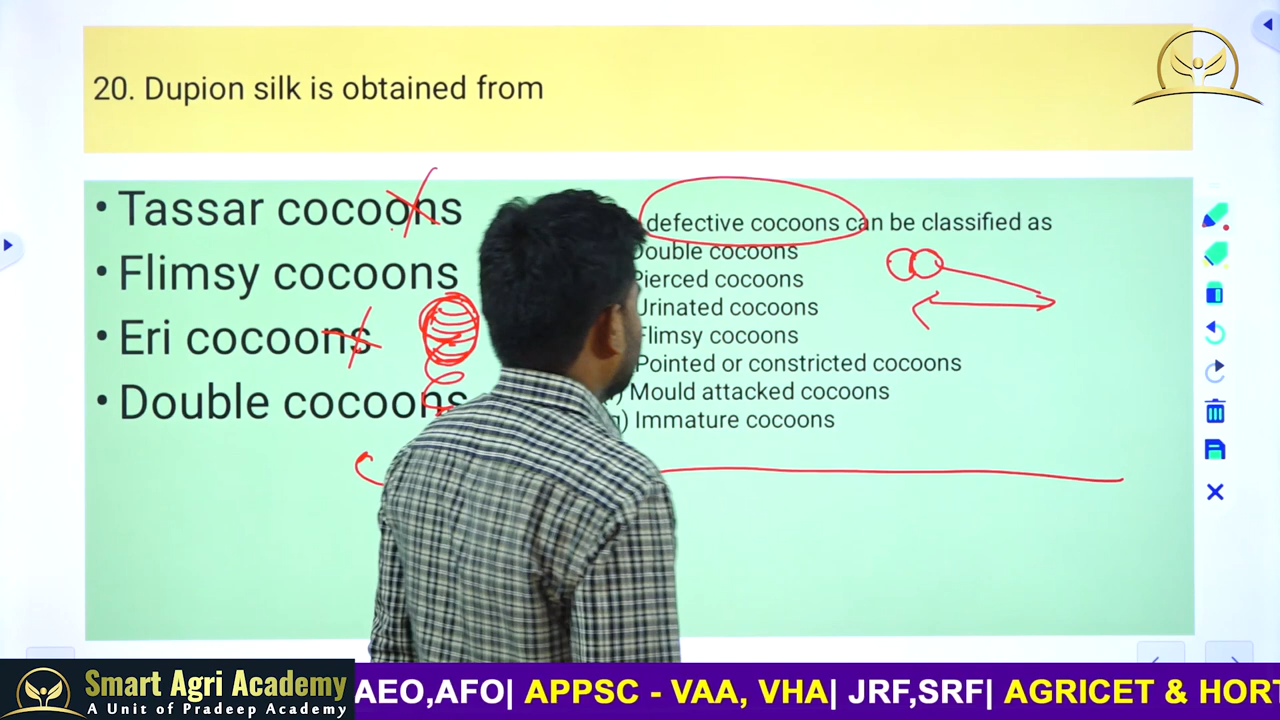 20. Dupion silk is obtained from
• Tassar cocoons
• Flimsy cocoons
• Eri cocoons
• Double cocoons
defective cocoons can be classified as
Double cocoons
Pierced cocoons
Urinated cocoons
Flimsy cocoons
Pointed or constricted cocoons
Mould attacked cocoons
g) Immature cocoons
Smart Agri Academy
A Unit of Pradeep Academy
AEO,AFO| APPSC - VAA, VHA| JRF,SRF| AGRICET & HORT